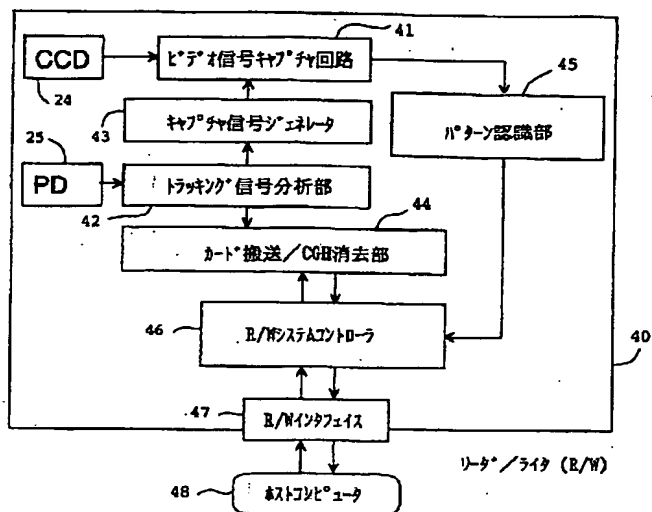 41
CCD
ビデオ信号キャプチャ回路
45
24
43
キャプチャ信号ジェネレータ
パターン認識部
25
PD
トラッキング信号分析部
42
44
カード搬送/CGH消去部
46
R/Wシステムコントローラ
40
47
R/Wインタフェイス
リーダ/ライタ (R/W)
48
ホストコンピュータ